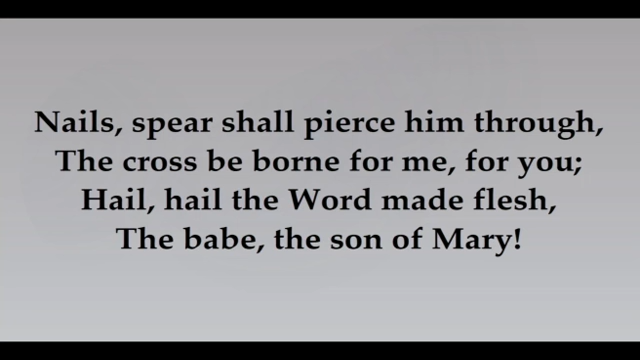 Nails, spear shall pierce him through,
The cross be borne for me, for you;
Hail, hail the Word made flesh,
The babe, the son of Mary!